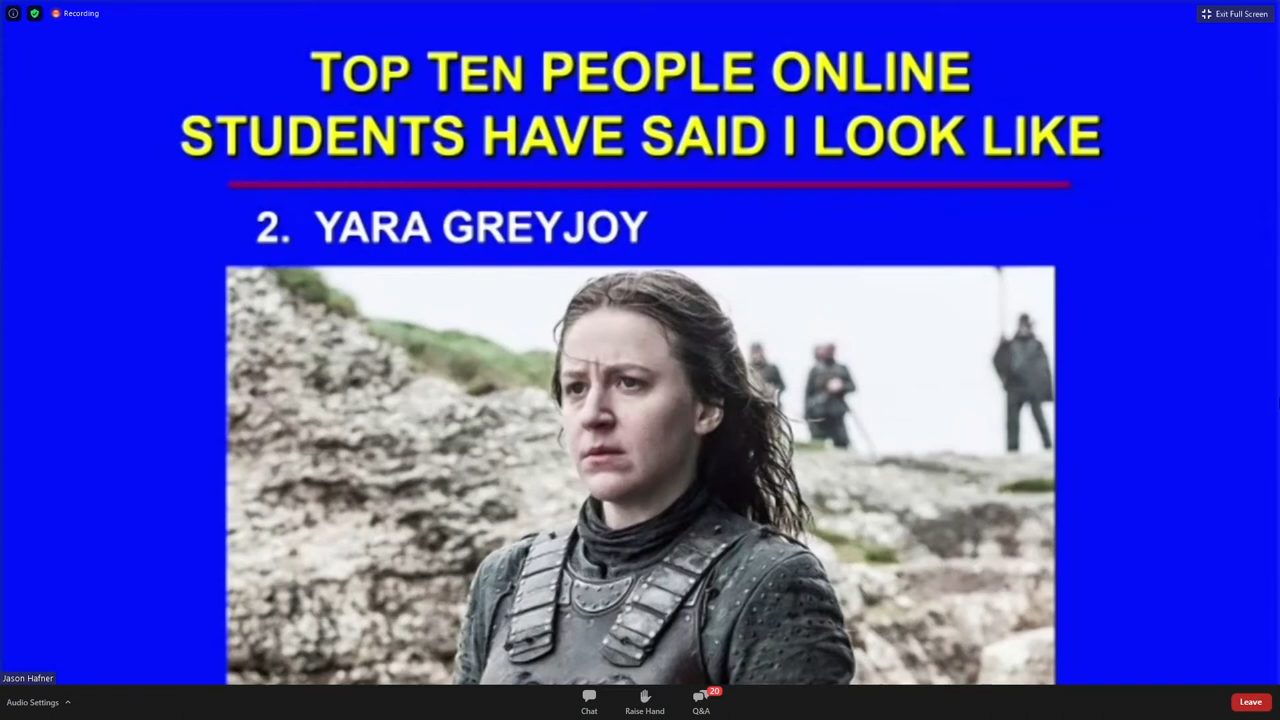 Recording
Exit Full Screen
TOP TEN PEOPLE ONLINE
STUDENTS HAVE SAID I LOOK LIKE
2. YARA GREYJOY
Jason Hafner
Audio Settings
Chat
Raise Hand
20
Q&A
Leave